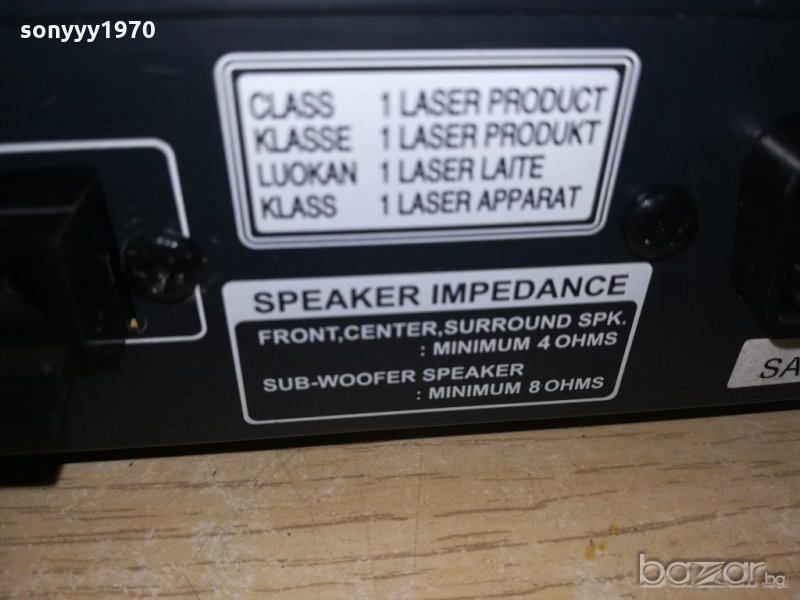 sonyyy1970
CLASS 1 LASER PRODUCT
KLASSE 1 LASER PRODUKT
LUOKAN 1 LASER LAITE
KLASS 1 LASER APPARAT
SPEAKER IMPEDANCE
FRONT,CENTER,SURROUND SPK.
: MINIMUM 4 OHMS
SUB-WOOFER SPEAKER
: MINIMUM 8 OHMS
SA
bazar.bg